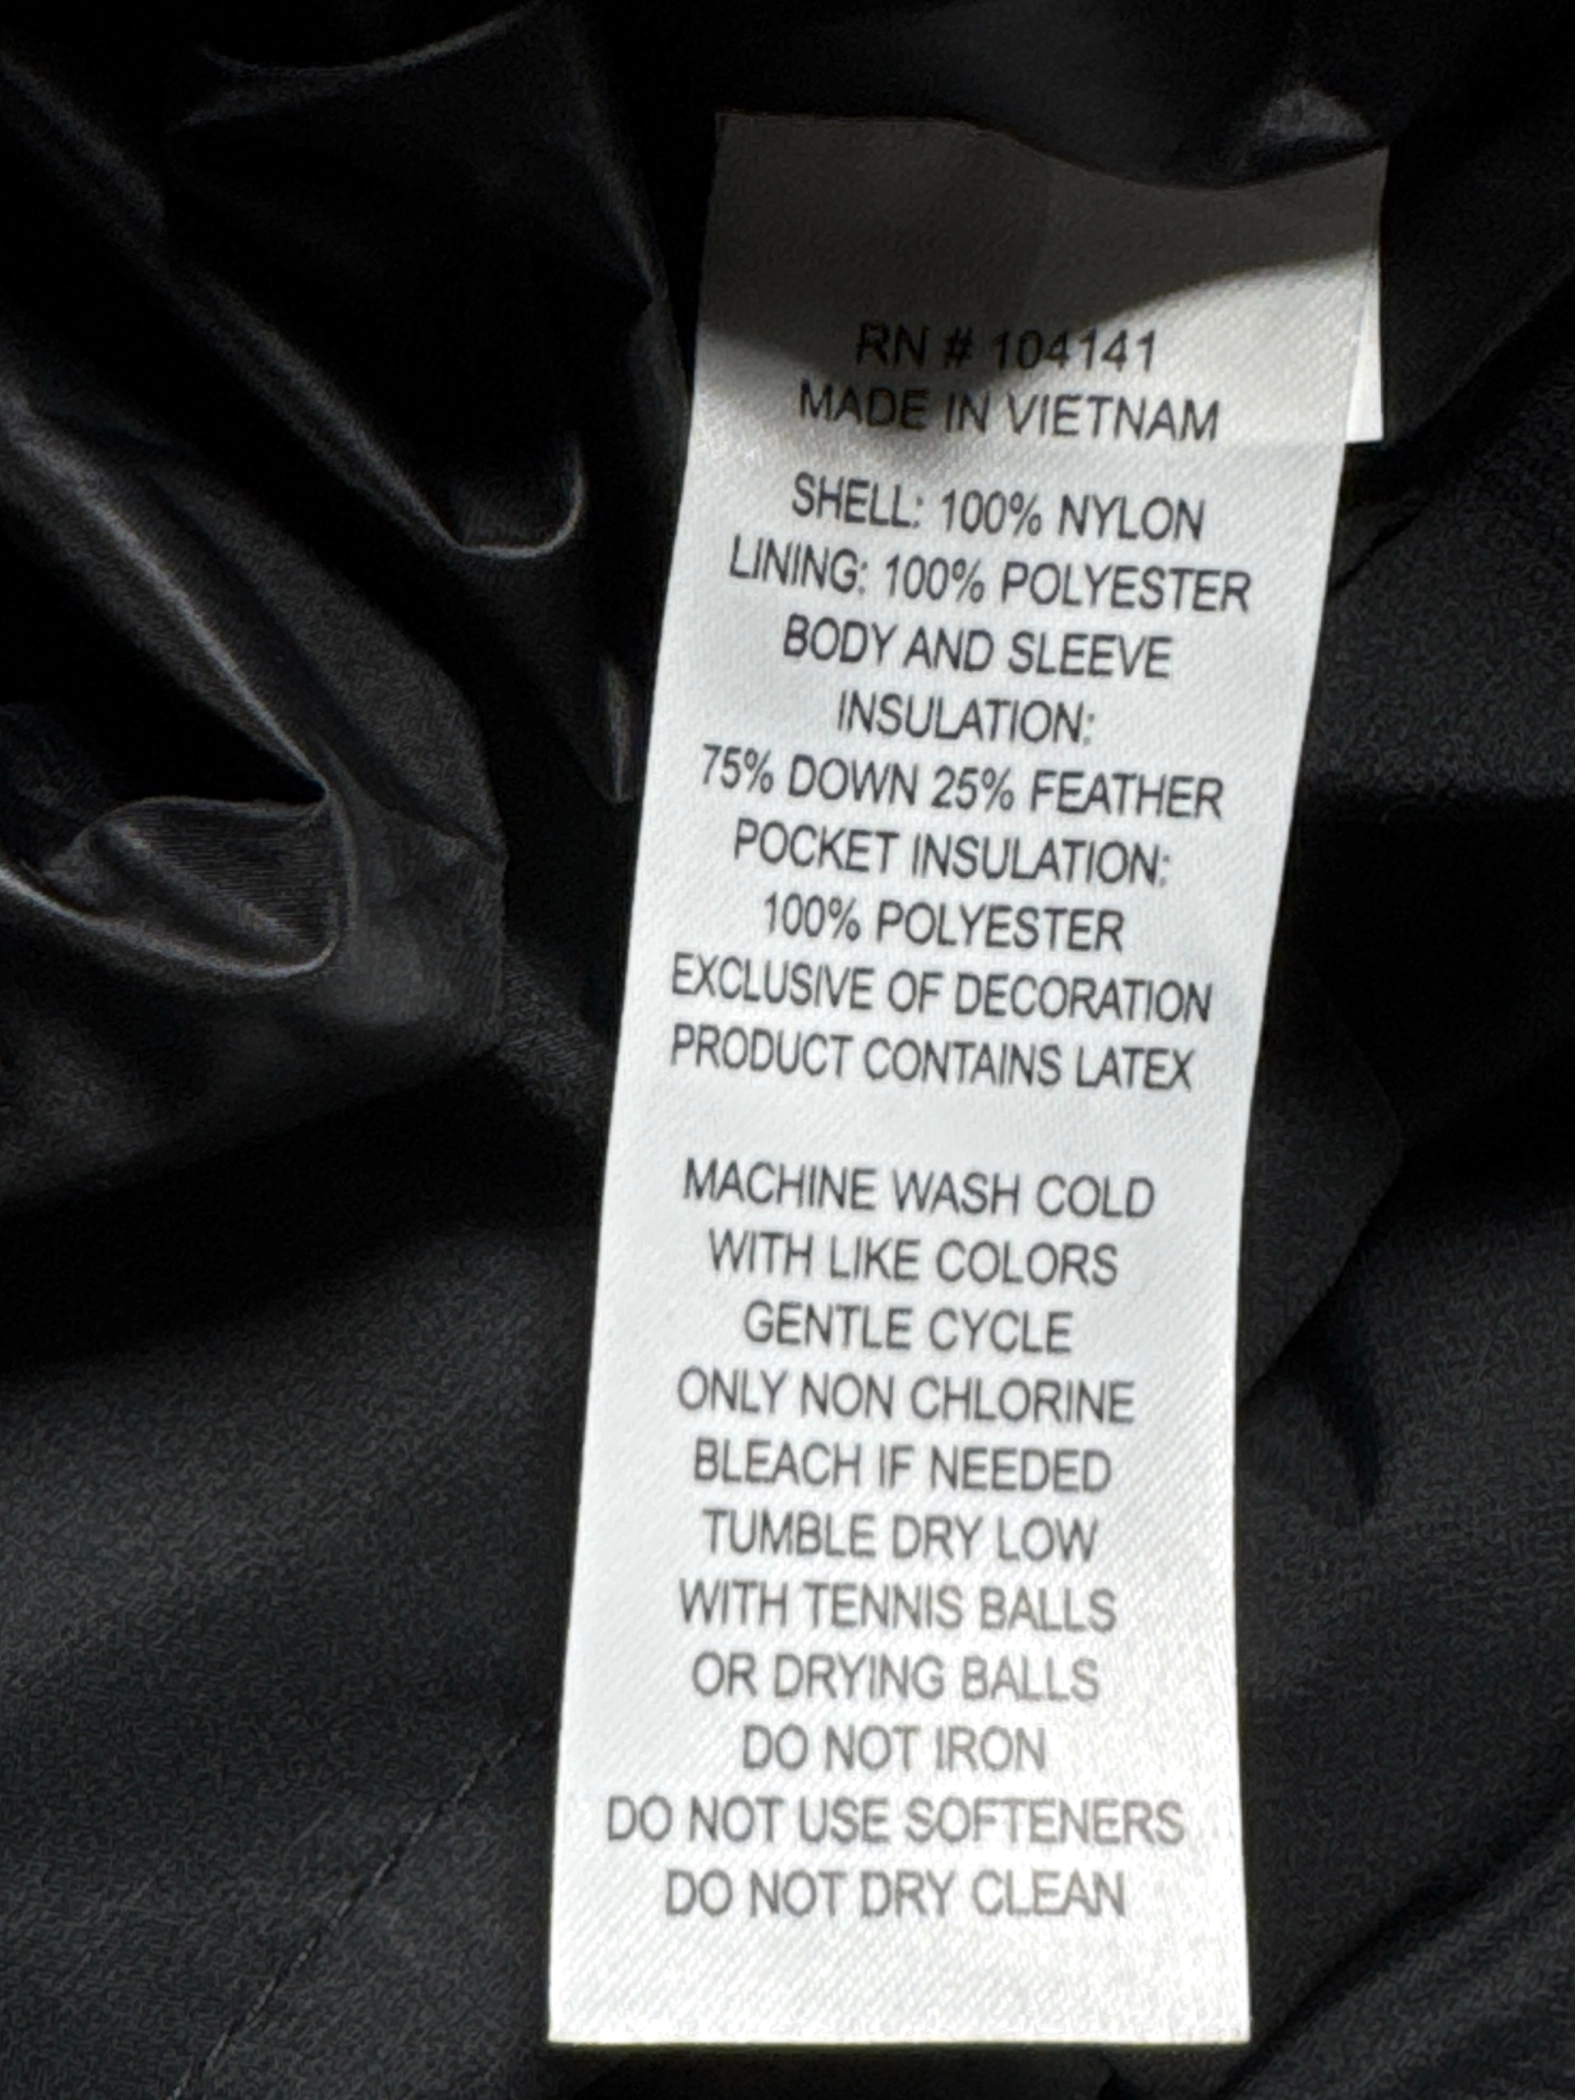 RN # 104141
MADE IN VIETNAM
SHELL: 100% NYLON
LINING: 100% POLYESTER
BODY AND SLEEVE
INSULATION:
75% DOWN 25% FEATHER
POCKET INSULATION:
100% POLYESTER
EXCLUSIVE OF DECORATION
PRODUCT CONTAINS LATEX
MACHINE WASH COLD
WITH LIKE COLORS
GENTLE CYCLE
ONLY NON CHLORINE
BLEACH IF NEEDED
TUMBLE DRY LOW
WITH TENNIS BALLS
OR DRYING BALLS
DO NOT IRON
DO NOT USE SOFTENERS
DO NOT DRY CLEAN